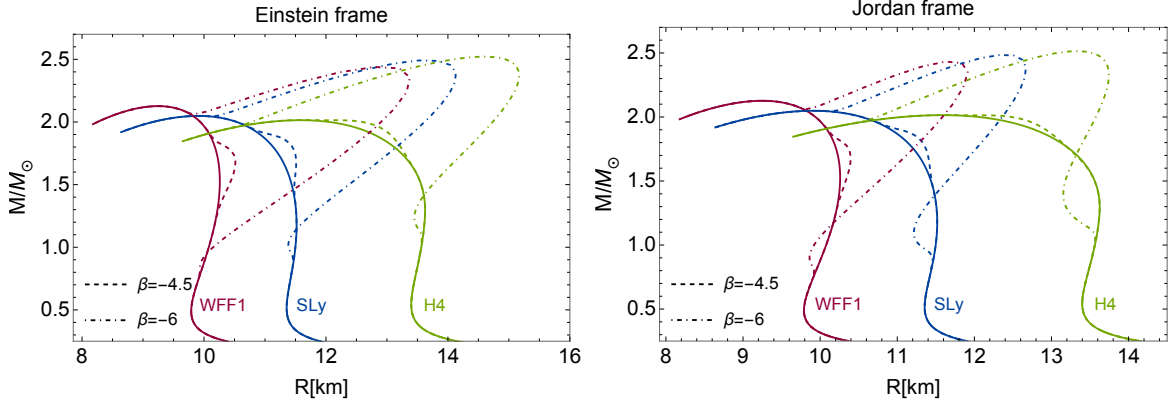 Einstein frame
2.5
2.0
1.5
1.0
0.5
M/M⊙
β=−4.5
β=−6
WFF1
SLy
H4
8 10 12 14 16
R[km]
Jordan frame
2.5
2.0
1.5
1.0
0.5
M/M⊙
β=−4.5
β=−6
WFF1
SLy
H4
8 9 10 11 12 13 14
R[km]